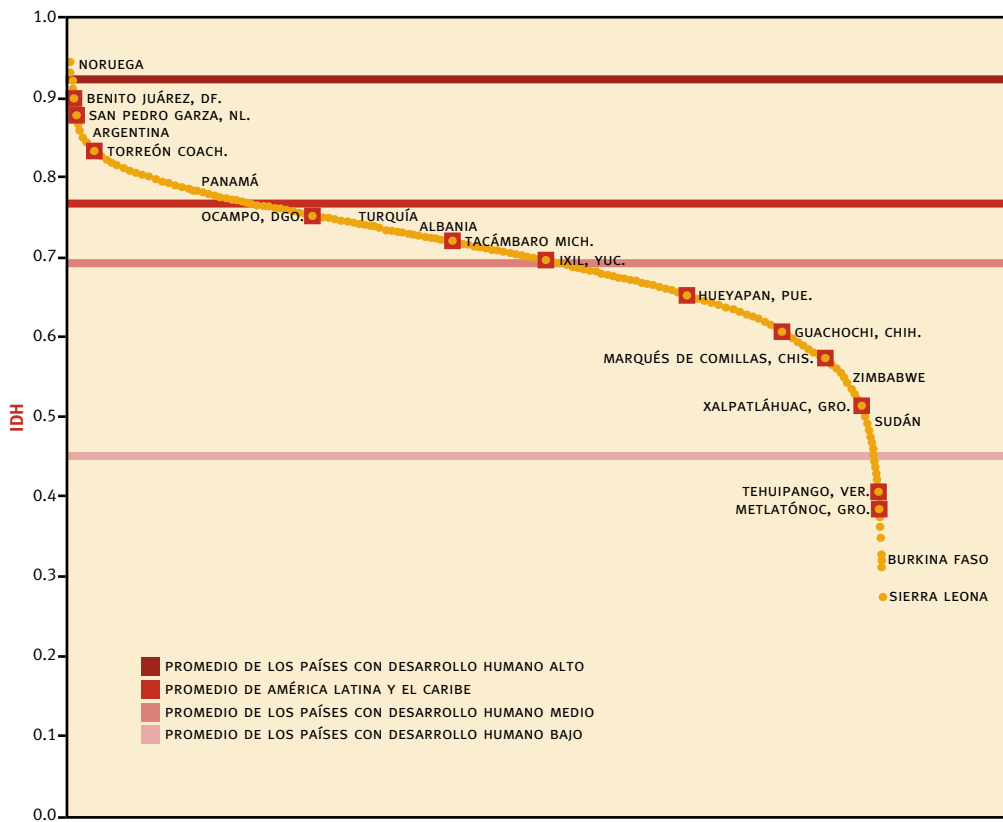 1.0
NORUEGA
0.9
BENITO JUÁREZ, DF.
SAN PEDRO GARZA, NL.
ARGENTINA
TORREÓN COACH.
0.8
PANAMÁ
OCAMPO, DGO.
TURQUÍA
ALBANIA
TACÁMBARO MICH.
0.7
IXIL, YUC.
HUEYAPAN, PUE.
0.6
GUACHOCHI, CHIH.
MARQUÉS DE COMILLAS, CHIS.
ZIMBABWE
XALPATLÁHUAC, GRO.
0.5
IDH
SUDÁN
0.4
TEHUIPANGO, VER.
METLATÓNOC, GRO.
BURKINA FASO
0.3
SIERRA LEONA
0.2
PROMEDIO DE LOS PAÍSES CON DESARROLLO HUMANO ALTO
PROMEDIO DE AMÉRICA LATINA Y EL CARIBE
PROMEDIO DE LOS PAÍSES CON DESARROLLO HUMANO MEDIO
PROMEDIO DE LOS PAÍSES CON DESARROLLO HUMANO BAJO
0.1
0.0